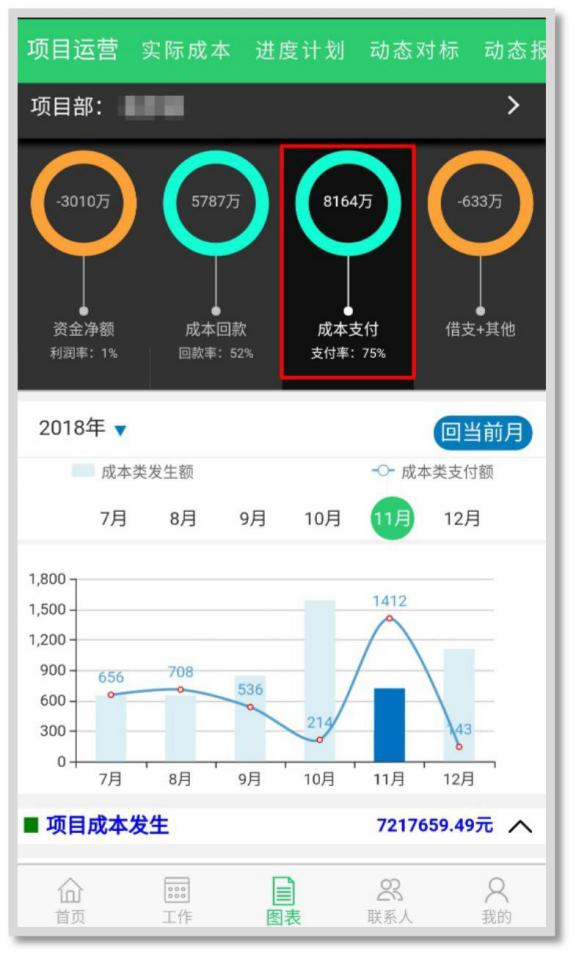 项目运营 实际成本 进度计划 动态对标 动态报
项目部：
-3010万 5787万 8164万 -633万
资金净额 成本回款 成本支付 借支+其他
利润率：1% 回款率：52% 支付率：75%
2018年 回当前月
成本类发生额 成本类支付额
7月 8月 9月 10月 11月 12月
1,800
1412
1,500
1,200
900
656 708 536
600
214 143
300
0
7月 8月 9月 10月 11月 12月
项目成本发生 7217659.49元
首页 工作 图表 联系人 我的